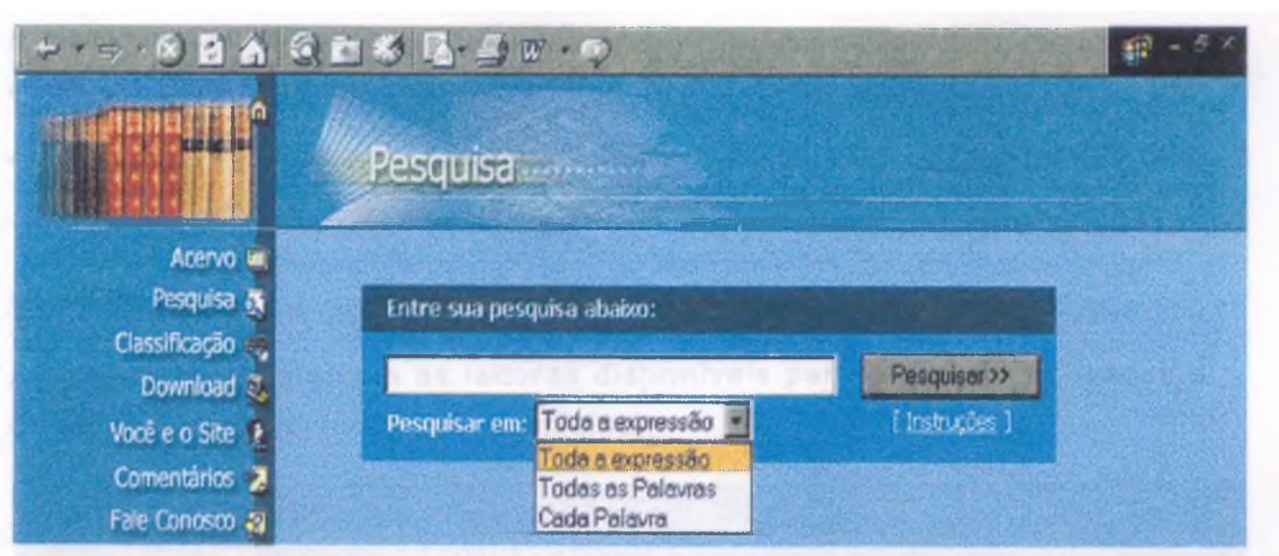 Pesquisa
Acervo
Pesquisa
Classificação
Download
Você e o Site
Comentários
Fale Conosco
Entre sua pesquisa abaixo:
Pesquisar >>
Pesquisar em: Toda a expressão
[ Instruções ]
Toda a expressão
Todas as Palavras
Cada Palavra